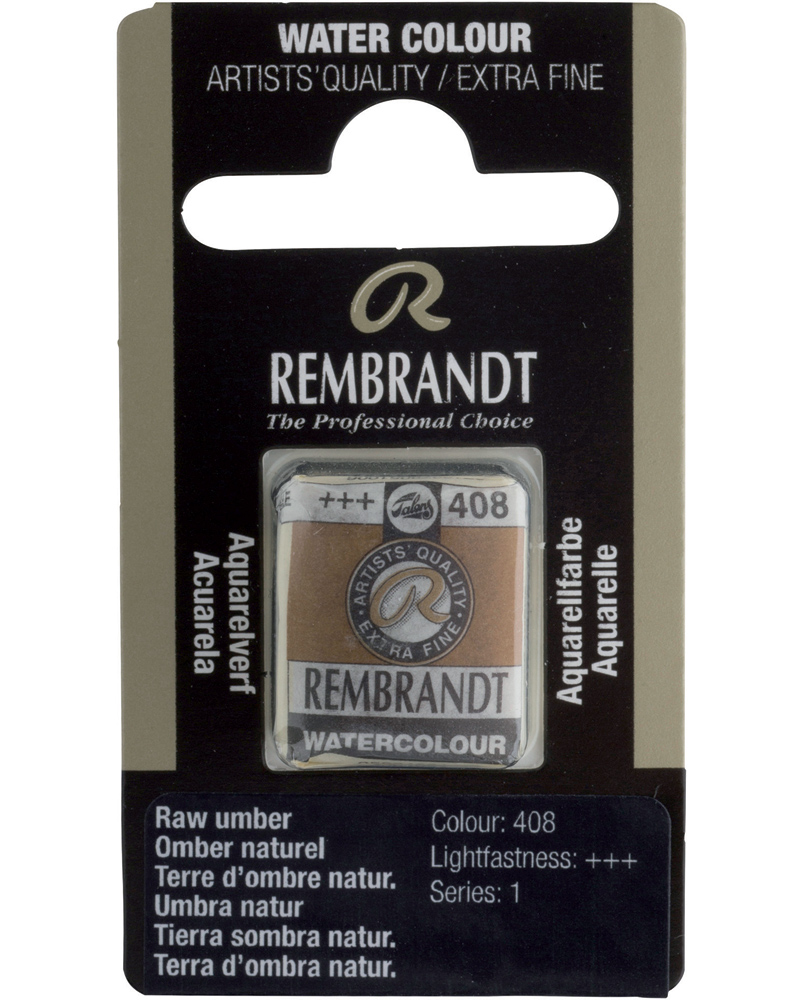 WATER COLOUR
ARTISTS' QUALITY / EXTRA FINE
R
REMBRANDT
The Professional Choice
+++ Talens 408
ARTISTS' QUALITY
R
EXTRA FINE
REMBRANDT
WATERCOLOUR
Aquarelverf
Acuarela
Aquarellfarbe
Aquarelle
Raw umber
Omber naturel
Terre d'ombre natur.
Umbra natur
Tierra sombra natur.
Terra d'ombra natur.
Colour: 408
Lightfastness: +++
Series: 1